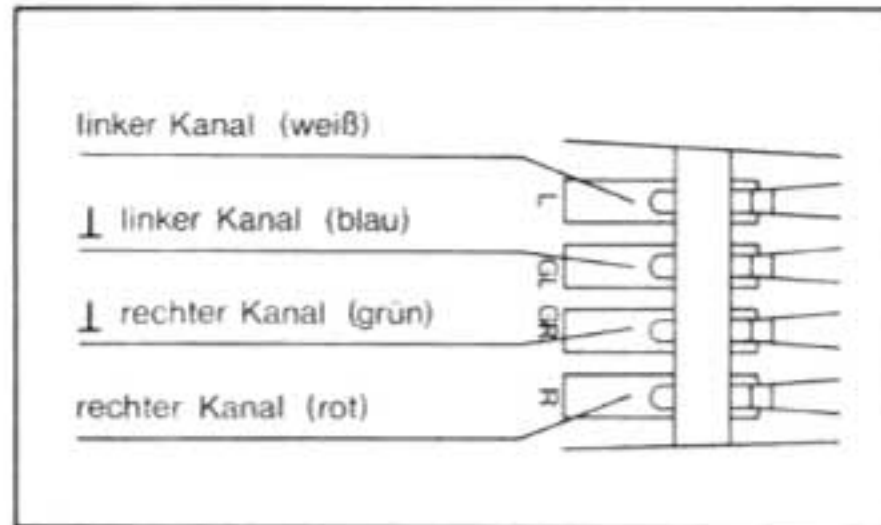 linker Kanal (weiß)
⊥ linker Kanal (blau)
⊥ rechter Kanal (grün)
rechter Kanal (rot)
L
GL
GR
R